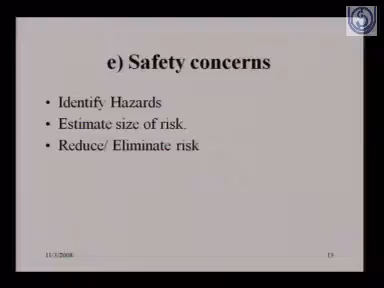 e) Safety concerns
• Identify Hazards
• Estimate size of risk.
• Reduce/ Eliminate risk
11/3/2008
13